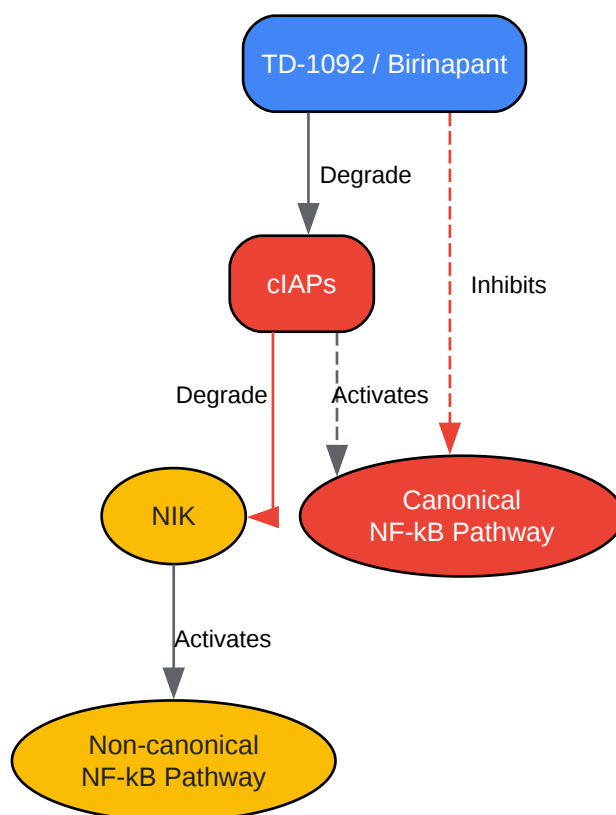 TD-1092 / Birinapant
Degrade
cIAPs
Inhibits
Degrade
Activates
Canonical
NF-kB Pathway
NIK
Activates
Non-canonical
NF-kB Pathway